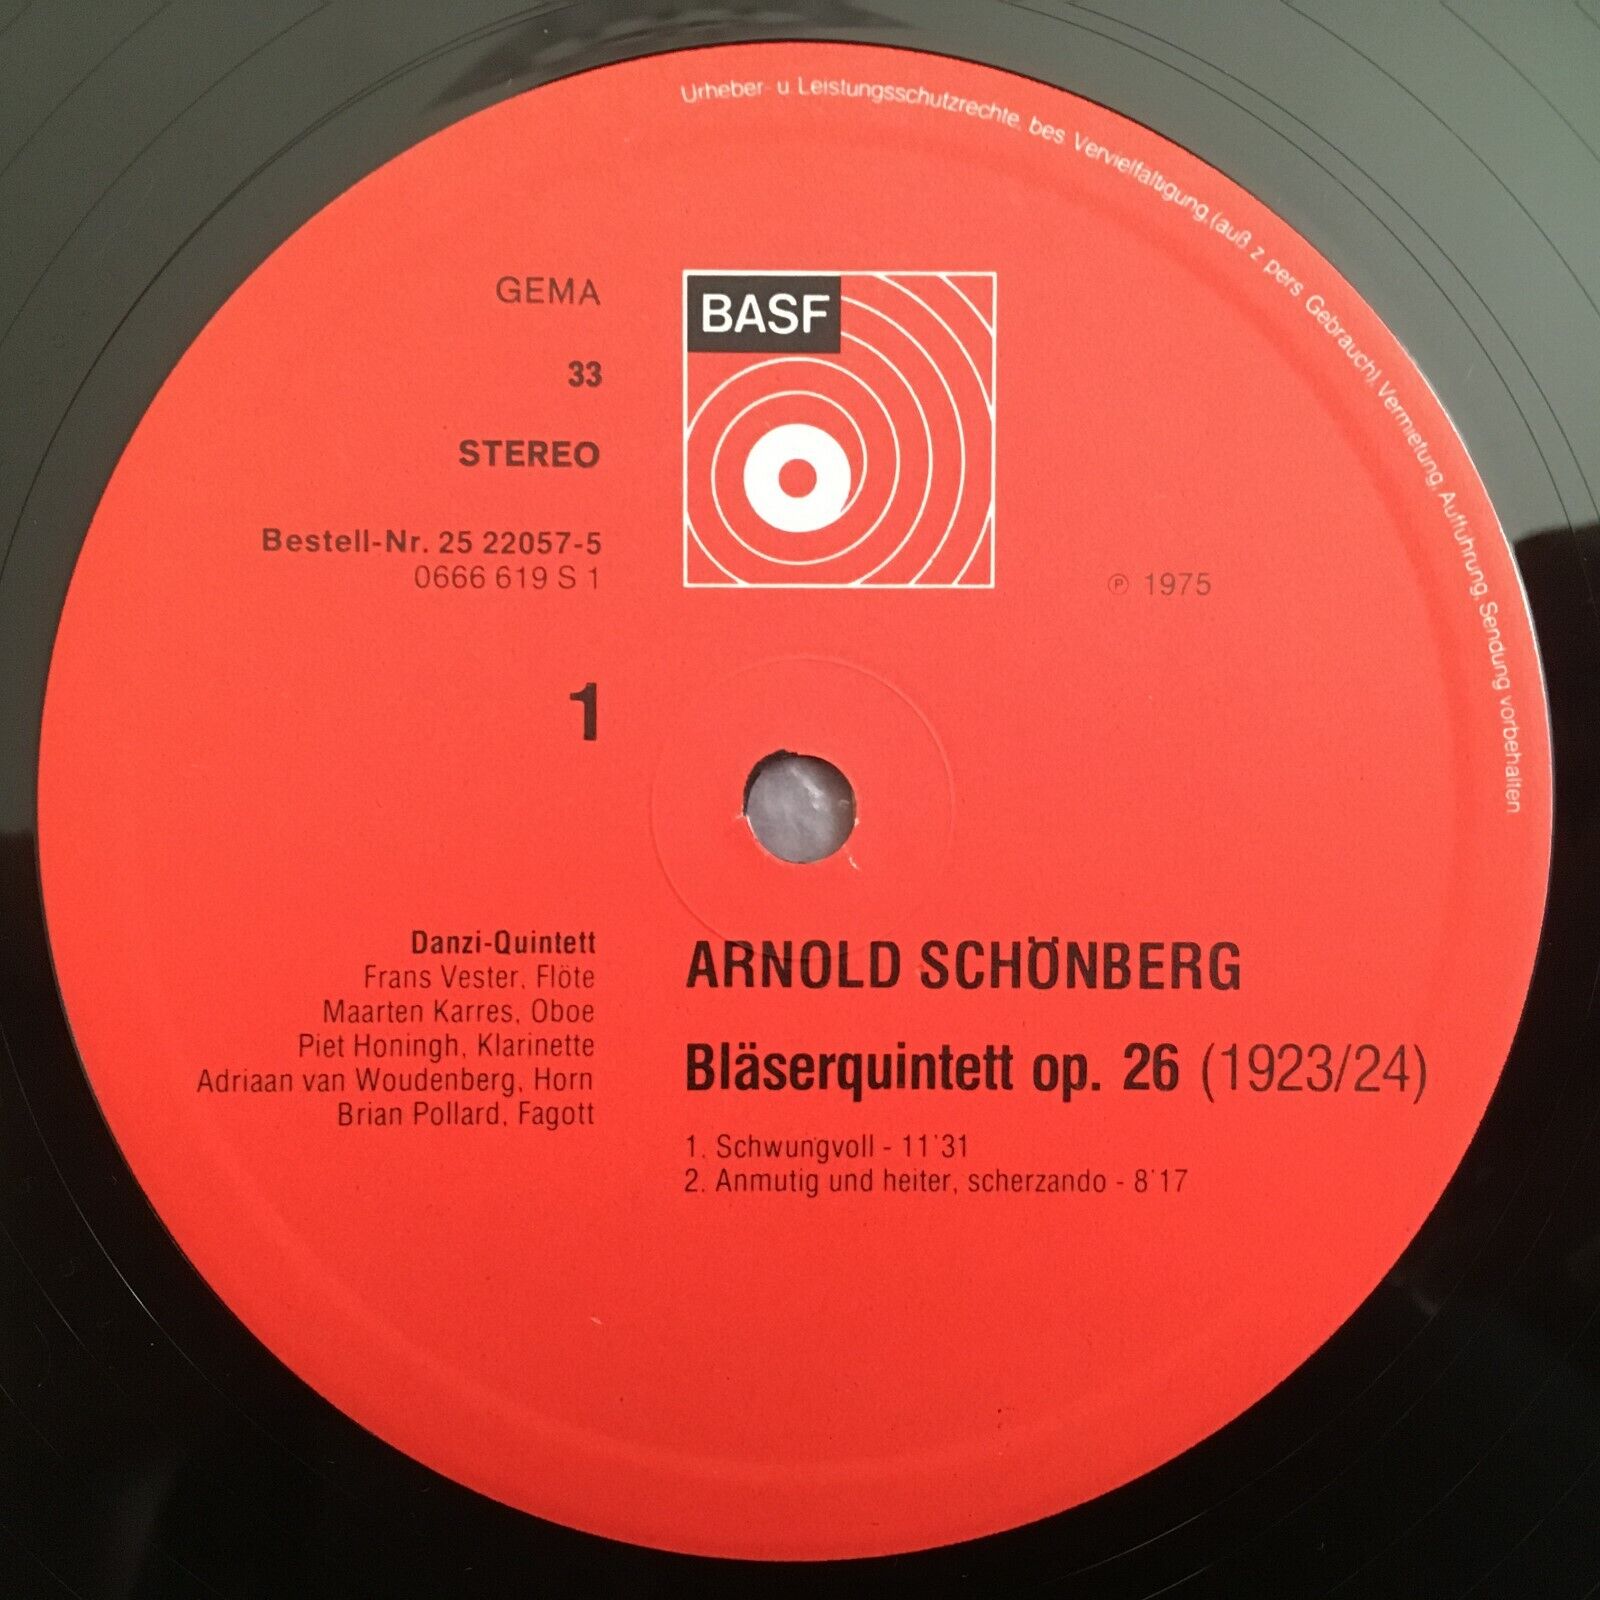 Urheber- u Leistungsschutzrechte, bes Vervielfältigung, (auß z pers Gebrauch), Vermietung, Aufführung, Sendung vorbehalten
GEMA
BASF
33
STEREO
Bestell-Nr. 25 22057-5
0666 619 S 1
℗ 1975
1
Danzi-Quintett
Frans Vester, Flöte
Maarten Karres, Oboe
Piet Honingh, Klarinette
Adriaan van Woudenberg, Horn
Brian Pollard, Fagott
ARNOLD SCHÖNBERG
Bläserquintett op. 26 (1923/24)
1. Schwungvoll - 11'31
2. Anmutig und heiter, scherzando - 8'17